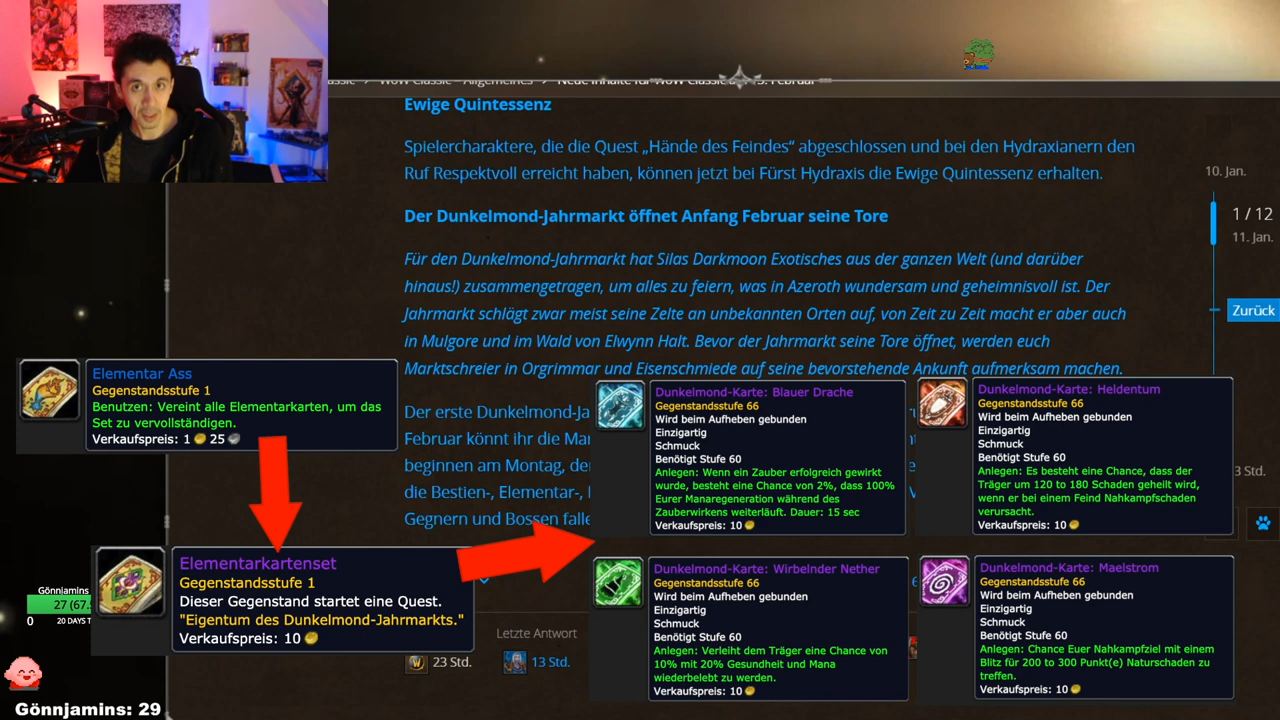 WoW Classic - Allgemeines > Neue Inhalte für WoW Classic
Februar
Ewige Quintessenz
Spielercharaktere, die die Quest „Hände des Feindes“ abgeschlossen und bei den Hydraxianern den
Ruf Respektvoll erreicht haben, können jetzt bei Fürst Hydraxis die Ewige Quintessenz erhalten.
10. Jan.
1 / 12
11. Jan.
Der Dunkelmond-Jahrmarkt öffnet Anfang Februar seine Tore
Für den Dunkelmond-Jahrmarkt hat Silas Darkmoon Exotisches aus der ganzen Welt (und darüber
hinaus!) zusammengetragen, um alles zu feiern, was in Azeroth wundersam und geheimnisvoll ist. Der
Jahrmarkt schlägt zwar meist seine Zelte an unbekannten Orten auf, von Zeit zu Zeit macht er aber auch
in Mulgore und im Wald von Elwynn Halt. Bevor der Jahrmarkt seine Tore öffnet, werden euch
Marktschreier in Orgrimmar und Eisenschmiede auf seine bevorstehende Ankunft aufmerksam machen.
Zurück
Der erste Dunkelmond-Ja
Februar könnt ihr die Ma
beginnen am Montag, de
die Bestien-, Elementar-,
Gegnern und Bossen falle
3 Std.
Elementar Ass
Gegenstandsstufe 1
Benutzen: Vereint alle Elementarkarten, um das
Set zu vervollständigen.
Verkaufspreis: 1 25
Elementarkartenset
Gegenstandsstufe 1
Dieser Gegenstand startet eine Quest.
"Eigentum des Dunkelmond-Jahrmarkts."
Verkaufspreis: 10
Dunkelmond-Karte: Blauer Drache
Gegenstandsstufe 66
Wird beim Aufheben gebunden
Einzigartig
Schmuck
Benötigt Stufe 60
Anlegen: Wenn ein Zauber erfolgreich gewirkt
wurde, besteht eine Chance von 2%, dass 100%
Eurer Manaregeneration während des
Zauberwirkens weiterläuft. Dauer: 15 sec
Verkaufspreis: 10
Dunkelmond-Karte: Heldentum
Gegenstandsstufe 66
Wird beim Aufheben gebunden
Einzigartig
Schmuck
Benötigt Stufe 60
Anlegen: Es besteht eine Chance, dass der
Träger um 120 to 180 Schaden geheilt wird,
wenn er bei einem Feind Nahkampfschaden
verursacht.
Verkaufspreis: 10
Dunkelmond-Karte: Wirbelnder Nether
Gegenstandsstufe 66
Wird beim Aufheben gebunden
Einzigartig
Schmuck
Benötigt Stufe 60
Anlegen: Verleiht dem Träger eine Chance von
10% mit 20% Gesundheit und Mana
wiederbelebt zu werden.
Verkaufspreis: 10
Dunkelmond-Karte: Maelstrom
Gegenstandsstufe 66
Wird beim Aufheben gebunden
Einzigartig
Schmuck
Benötigt Stufe 60
Anlegen: Chance Euer Nahkampfziel mit einem
Blitz für 200 to 300 Punkt(e) Naturschaden zu
treffen.
Verkaufspreis: 10
Letzte Antwort
23 Std.
13 Std.
Gönnjamins
27 (67.
0 20 DAYS T
Gönnjamins: 29